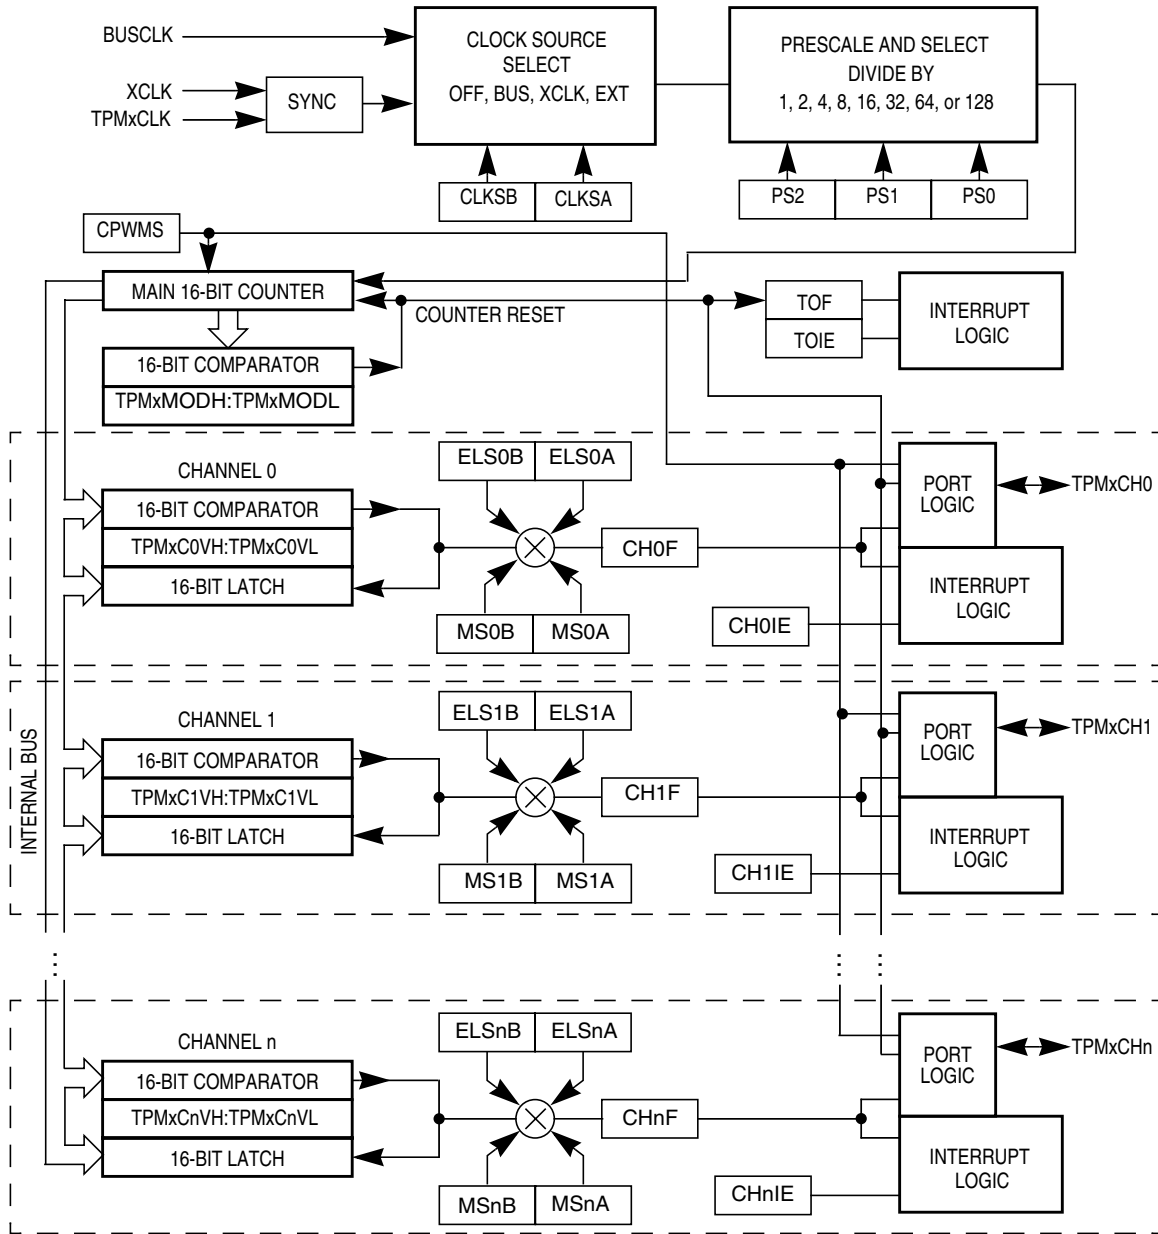 BUSCLK
XCLK
TPMxCLK
SYNC
CLOCK SOURCE
SELECT
OFF, BUS, XCLK, EXT
PRESCALE AND SELECT
DIVIDE BY
1, 2, 4, 8, 16, 32, 64, or 128
CLKSB
CLKSA
PS2
PS1
PS0
CPWMS
MAIN 16-BIT COUNTER
COUNTER RESET
TOF
TOIE
INTERRUPT
LOGIC
16-BIT COMPARATOR
TPMxMODH:TPMxMODL
INTERNAL BUS
CHANNEL 0
16-BIT COMPARATOR
TPMxC0VH:TPMxC0VL
16-BIT LATCH
ELS0B
ELS0A
MS0B
MS0A
CH0F
CH0IE
PORT
LOGIC
INTERRUPT
LOGIC
TPMxCH0
CHANNEL 1
16-BIT COMPARATOR
TPMxC1VH:TPMxC1VL
16-BIT LATCH
ELS1B
ELS1A
MS1B
MS1A
CH1F
CH1IE
PORT
LOGIC
INTERRUPT
LOGIC
TPMxCH1
CHANNEL n
16-BIT COMPARATOR
TPMxCnVH:TPMxCnVL
16-BIT LATCH
ELSnB
ELSnA
MSnB
MSnA
CHnF
CHnIE
PORT
LOGIC
INTERRUPT
LOGIC
TPMxCHn